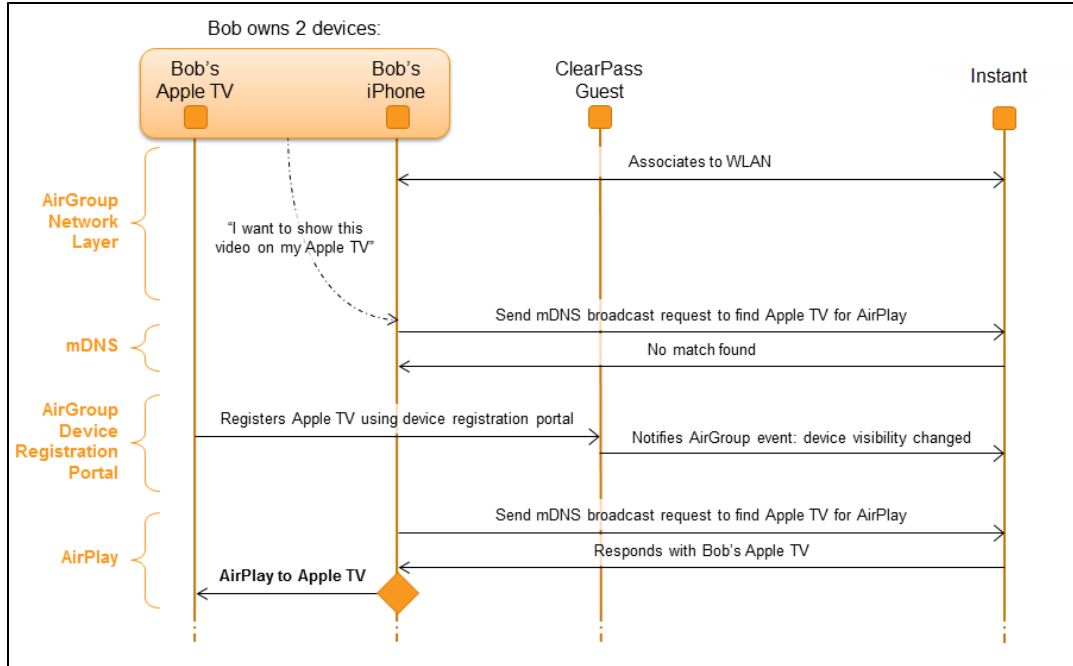 Bob owns 2 devices:
Bob's
Apple TV
Bob's
iPhone
ClearPass
Guest
Instant
AirGroup
Network
Layer
Associates to WLAN
"I want to show this
video on my Apple TV"
mDNS
Send mDNS broadcast request to find Apple TV for AirPlay
No match found
AirGroup
Device
Registration
Portal
Registers Apple TV using device registration portal
Notifies AirGroup event: device visibility changed
AirPlay
Send mDNS broadcast request to find Apple TV for AirPlay
Responds with Bob's Apple TV
AirPlay to Apple TV